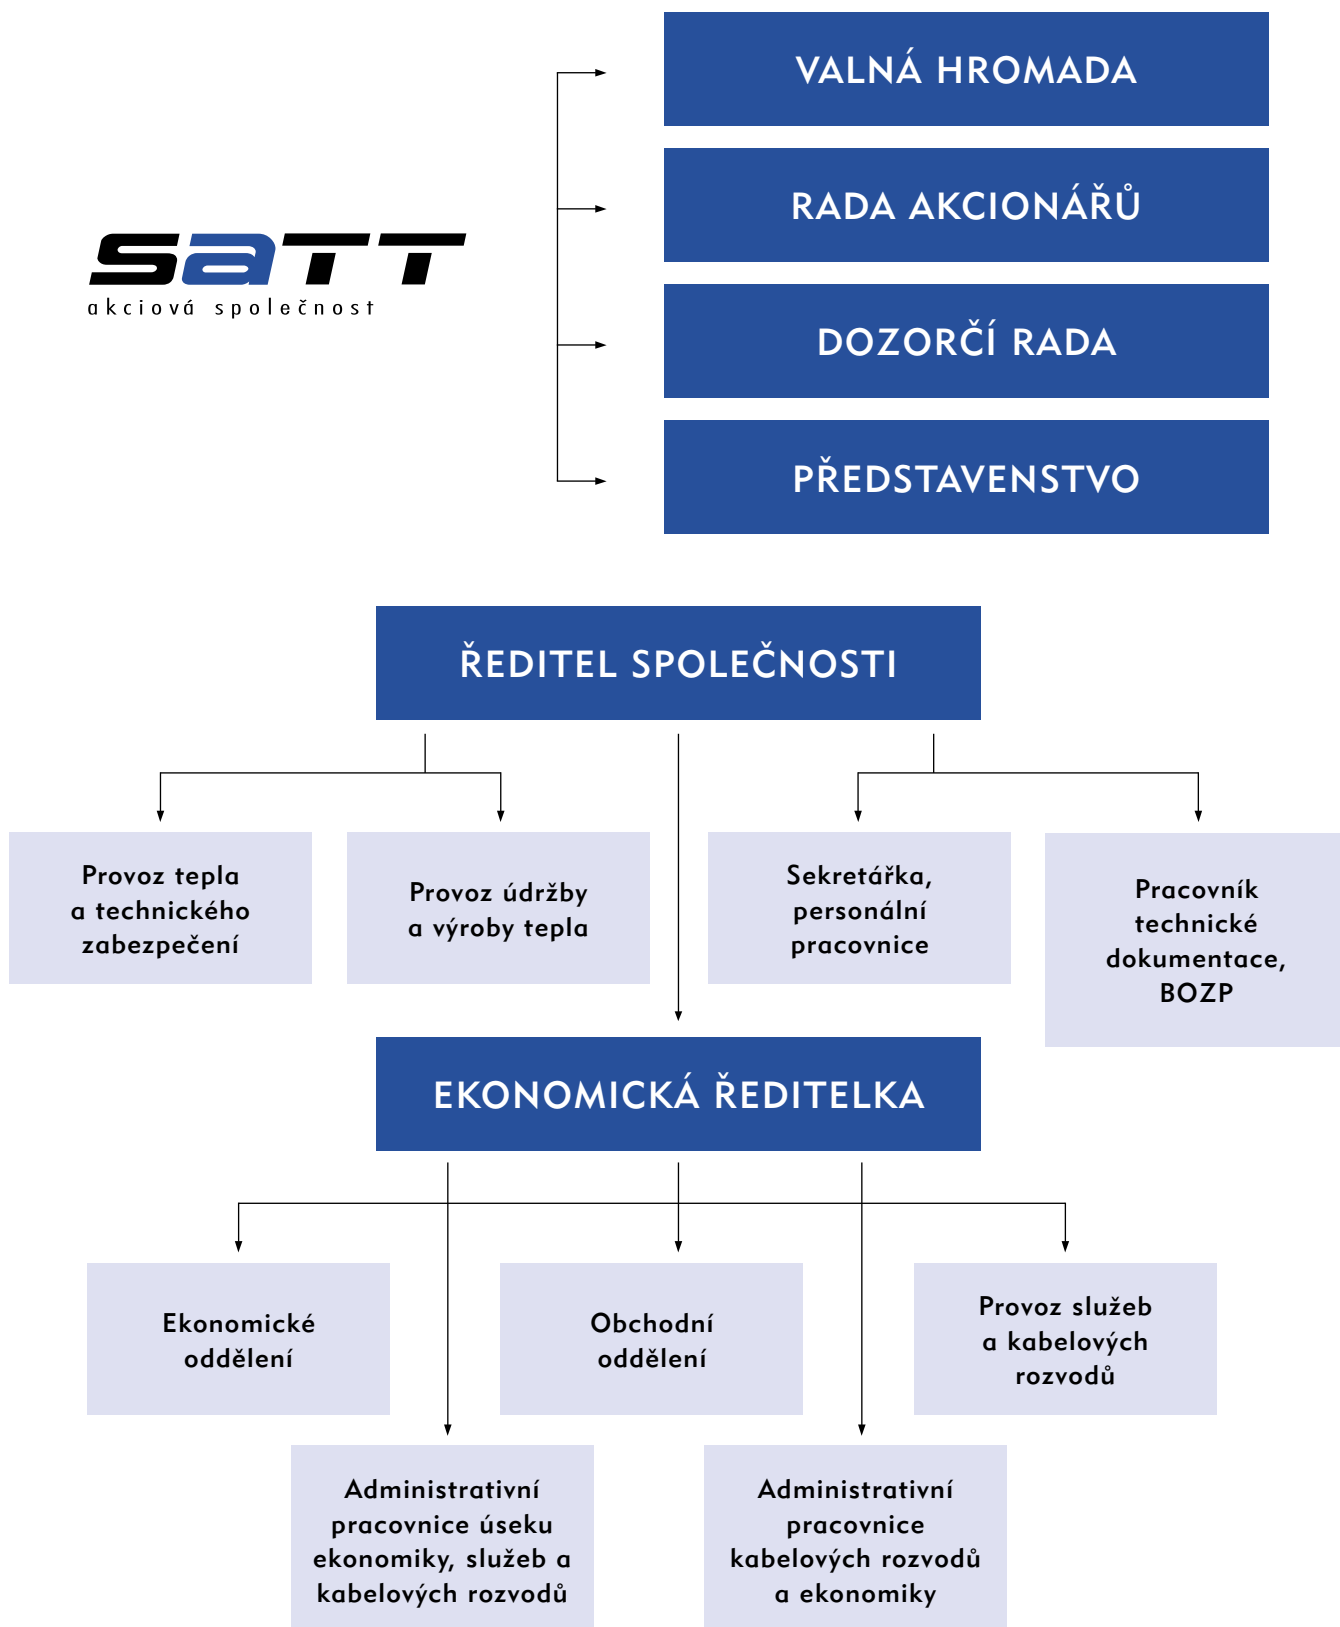 VALNÁ HROMADA
RADA AKCIONÁŘŮ
saTT
akciová společnost
DOZORČÍ RADA
PŘEDSTAVENSTVO
ŘEDITEL SPOLEČNOSTI
Provoz tepla
a technického
zabezpečení
Provoz údržby
a výroby tepla
Sekretářka,
personální
pracovnice
Pracovník
technické
dokumentace,
BOZP
EKONOMICKÁ ŘEDITELKA
Ekonomické
oddělení
Obchodní
oddělení
Provoz služeb
a kabelových
rozvodů
Administrativní
pracovnice úseku
ekonomiky, služeb a
kabelových rozvodů
Administrativní
pracovnice
kabelových rozvodů
a ekonomiky